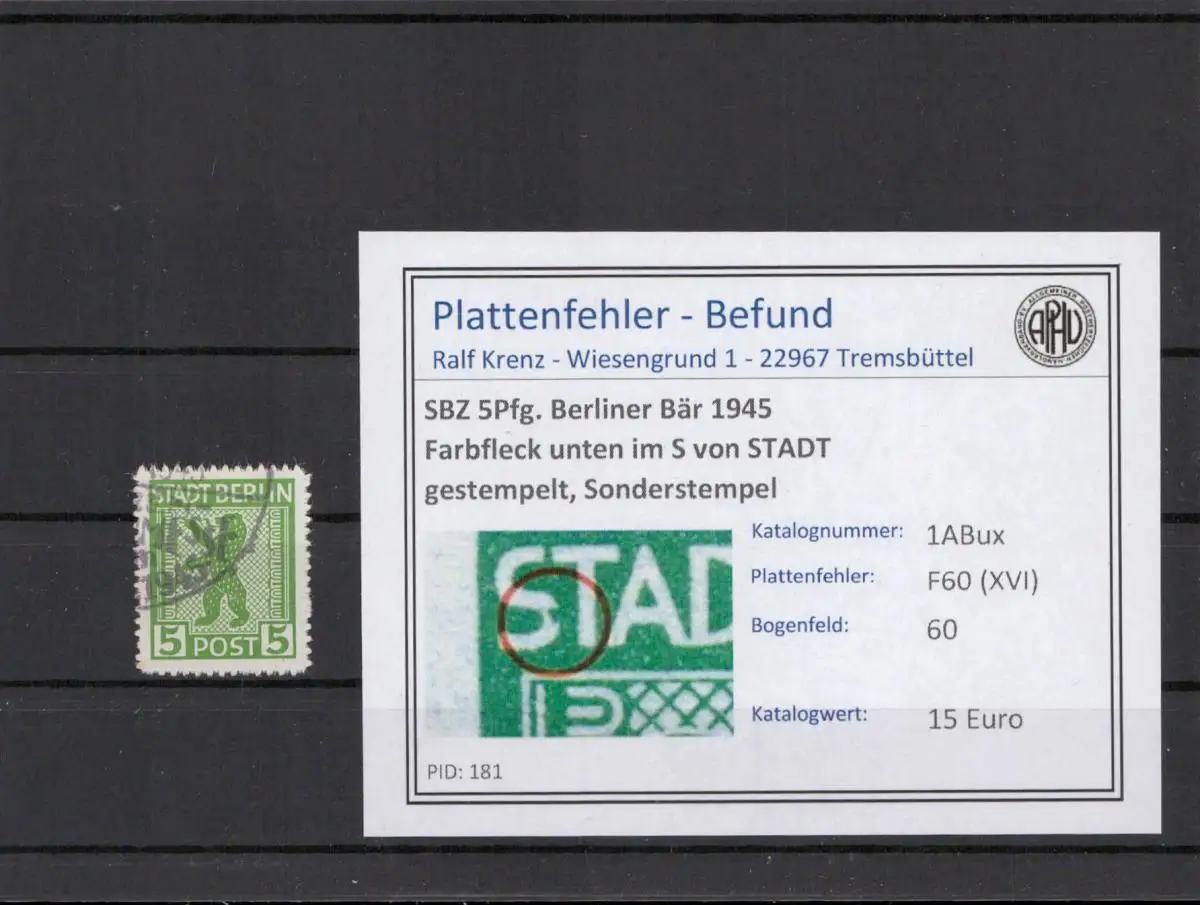 STADT BERLIN
5 POST 5
Plattenfehler - Befund
Ralf Krenz - Wiesengrund 1 - 22967 Tremsbüttel
APHV
SBZ 5Pfg. Berliner Bär 1945
Farbfleck unten im S von STADT
gestempelt, Sonderstempel
STAD
Katalognummer: 1ABux
Plattenfehler: F60 (XVI)
Bogenfeld: 60
Katalogwert: 15 Euro
PID: 181